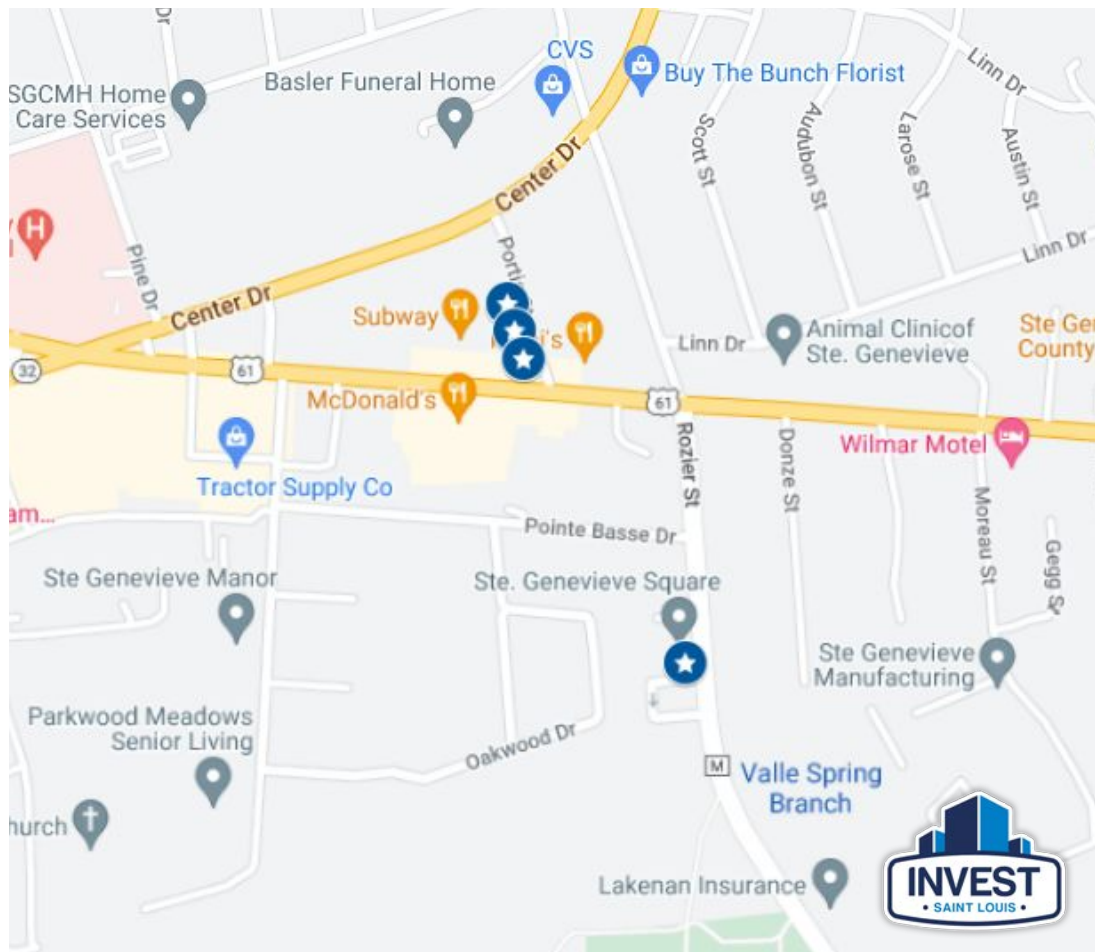 Dr
CVS
Buy The Bunch Florist
Linn Dr
Basler Funeral Home
SGCMH Home
Care Services
Scott St
Audubon St
Larose St
Austin St
Center Dr
H
Pine Dr
Linn Dr
Center Dr
Subway
Linn Dr
Animal Clinicof
Ste. Genevieve
County
32
61
McDonald's
61
Rozier St
Donze St
Wilmar Motel
Tractor Supply Co
Moreau St
Pointe Basse Dr
Ste Genevieve Manor
Ste. Genevieve Square
Gegg St
Ste Genevieve
Manufacturing
Parkwood Meadows
Senior Living
Oakwood Dr
M
Valle Spring
Branch
Lakenan Insurance
INVEST
• SAINT LOUIS •